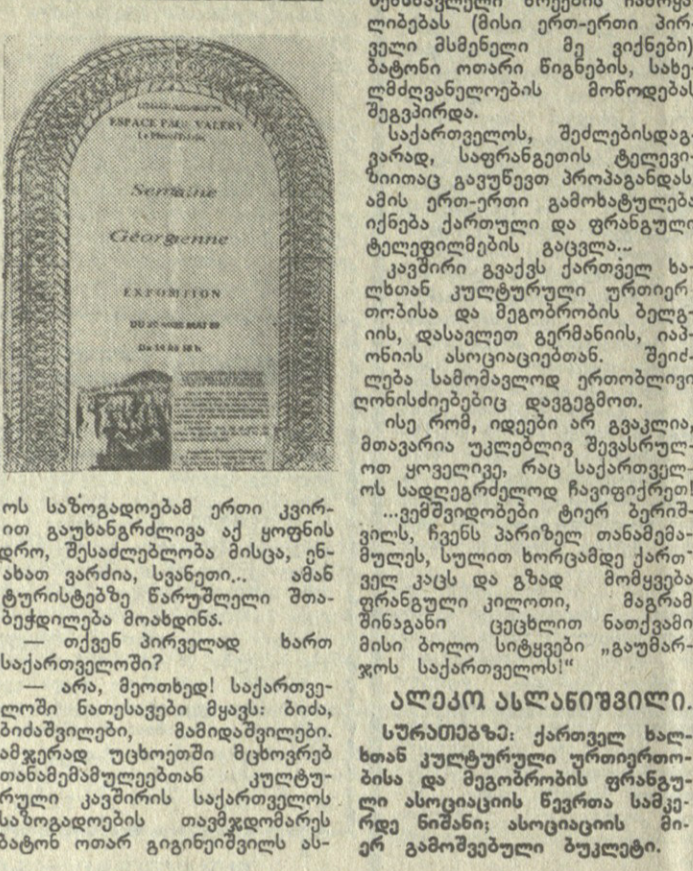 ESPACE PAUL VALERY
Semaine
Géorgienne
EXPOSITION
ოს საზოგადოებამ ერთი კვირ-
ით გაუხანგრძლივა აქ ყოფნის
დრო, შესაძლებლობა მისცა, ენ-
ახათ ვარძია, სვანეთი... ამან
ტურისტებზე წარუშლელი შთა-
ბეჭდილება მოახდინა.
— თქვენ პირველად ხართ
საქართველოში?
— არა, მეოთხედ! საქართვე-
ლოში ნათესავები მყავს: ბიძა,
ბიძაშვილები, მამიდაშვილები.
ამჯერად უცხოეთში მცხოვრებ
თანამემამულეებთან კულტუ-
რული კავშირის საქართველოს
საზოგადოების თავმჯდომარეს
ბატონ ოთარ გიგინეიშვილს ას-
ლიბებას (მისი ერთ-ერთი პირ-
ველი მსმენელი მე ვიქნები)
ბატონი ოთარი წიგნების, სახე-
ლმძღვანელოების მოწოდებას
შეგვპირდა.
საქართველოს, შეძლებისდაგ-
ვარად, საფრანგეთის ტელევი-
ზიითაც გავუწევთ პროპაგანდას
ამის ერთ-ერთი გამოხატულება
იქნება ქართული და ფრანგული
ტელეფილმების გაცვლა...
კავშირი გვაქვს ქართველ ხა-
ლხთან კულტურული ურთიერ-
თობისა და მეგობრობის ბელგ-
იის, დასავლეთ გერმანიის, იაპ-
ონიის ასოციაციებთან. შეიძ-
ლება სამომავლოდ ერთობლივი
ღონისძიებებიც დავგეგმოთ.
ისე რომ, იდეები არ გვაკლია,
მთავარია უკლებლივ შევასრულ-
ოთ ყოველივე, რაც საქართველ-
ოს სადღეგრძელოდ ჩავიფიქრეთ!
...ვემშვიდობები ტიერ ბერიშ-
ვილს, ჩვენს პარიზელ თანამემა-
მულეს, სულით ხორცამდე ქართ-
ველ კაცს და გზად მომყვება
ფრანგული კილოთი, მაგრამ
შინაგანი ცეცხლით ნათქვამი
მისი ბოლო სიტყვები „გაუმარ-
ჯოს საქართველოს!“
ალეკო ასლანიშვილი.
სურათებზე: ქართველ ხალ-
ხთან კულტურული ურთიერთო-
ბისა და მეგობრობის ფრანგუ-
ლი ასოციაციის წევრთა სამკე-
რდე ნიშანი; ასოციაციის მი-
ერ გამოშვებული ბუკლეტი.